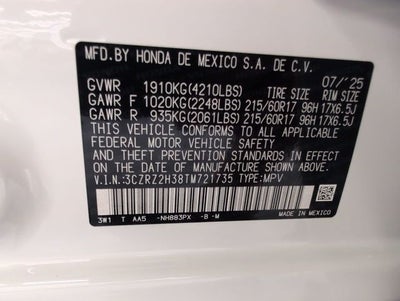 MFD.BY HONDA DE MEXICO S.A. DE C.V.
07/'25
GVWR 1910KG(4210LBS) TIRE SIZE RIM SIZE
GAWR F 1020KG(2248LBS) 215/60R17 96H 17X6.5J
GAWR R 935KG(2061LBS) 215/60R17 96H 17X6.5J
THIS VEHICLE CONFORMS TO ALL APPLICABLE
FEDERAL MOTOR VEHICLE SAFETY
AND THEFT PREVENTION STANDARDS IN EFFECT
ON THE DATE OF MANUFACTURE SHOWN ABOVE.
V.I.N.:3CZRZ2H38TM721735 TYPE:MPV
3W1 T AA5 -NH883PX -B -M
MADE IN MEXICO